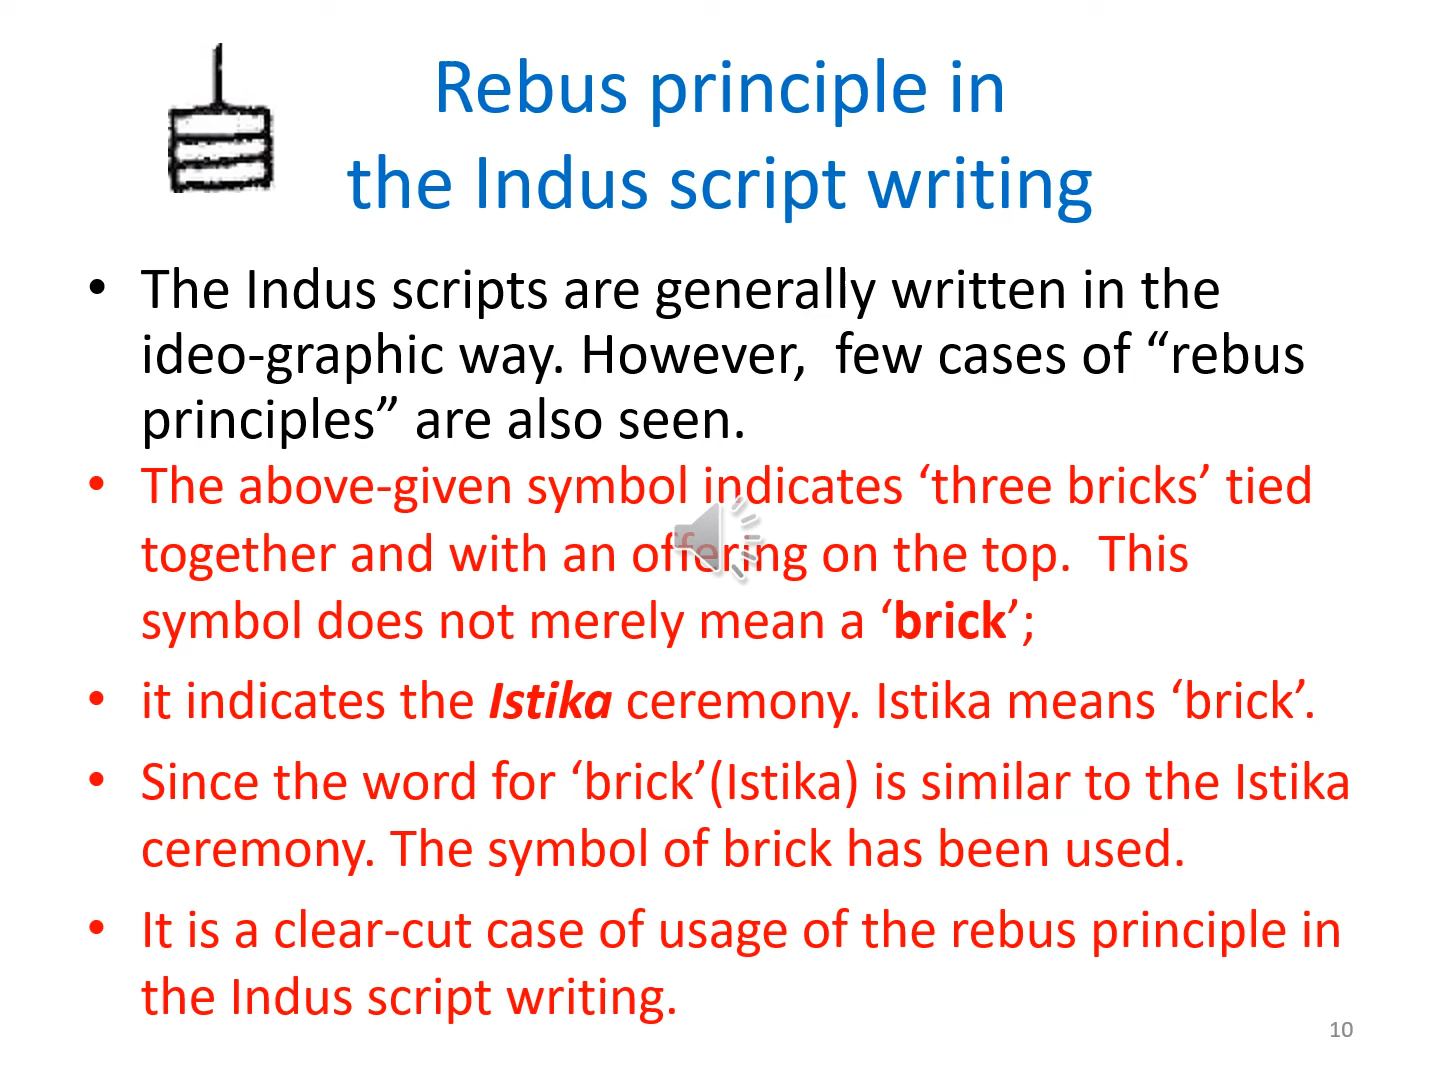 Rebus principle in
the Indus script writing
• The Indus scripts are generally written in the
ideo-graphic way. However,  few cases of “rebus
principles” are also seen.
• The above-given symbol indicates ‘three bricks’ tied
together and with an offering on the top.  This
symbol does not merely mean a ‘brick’;
• it indicates the Istika ceremony. Istika means ‘brick’.
• Since the word for ‘brick’(Istika) is similar to the Istika
ceremony. The symbol of brick has been used.
• It is a clear-cut case of usage of the rebus principle in
the Indus script writing.
10